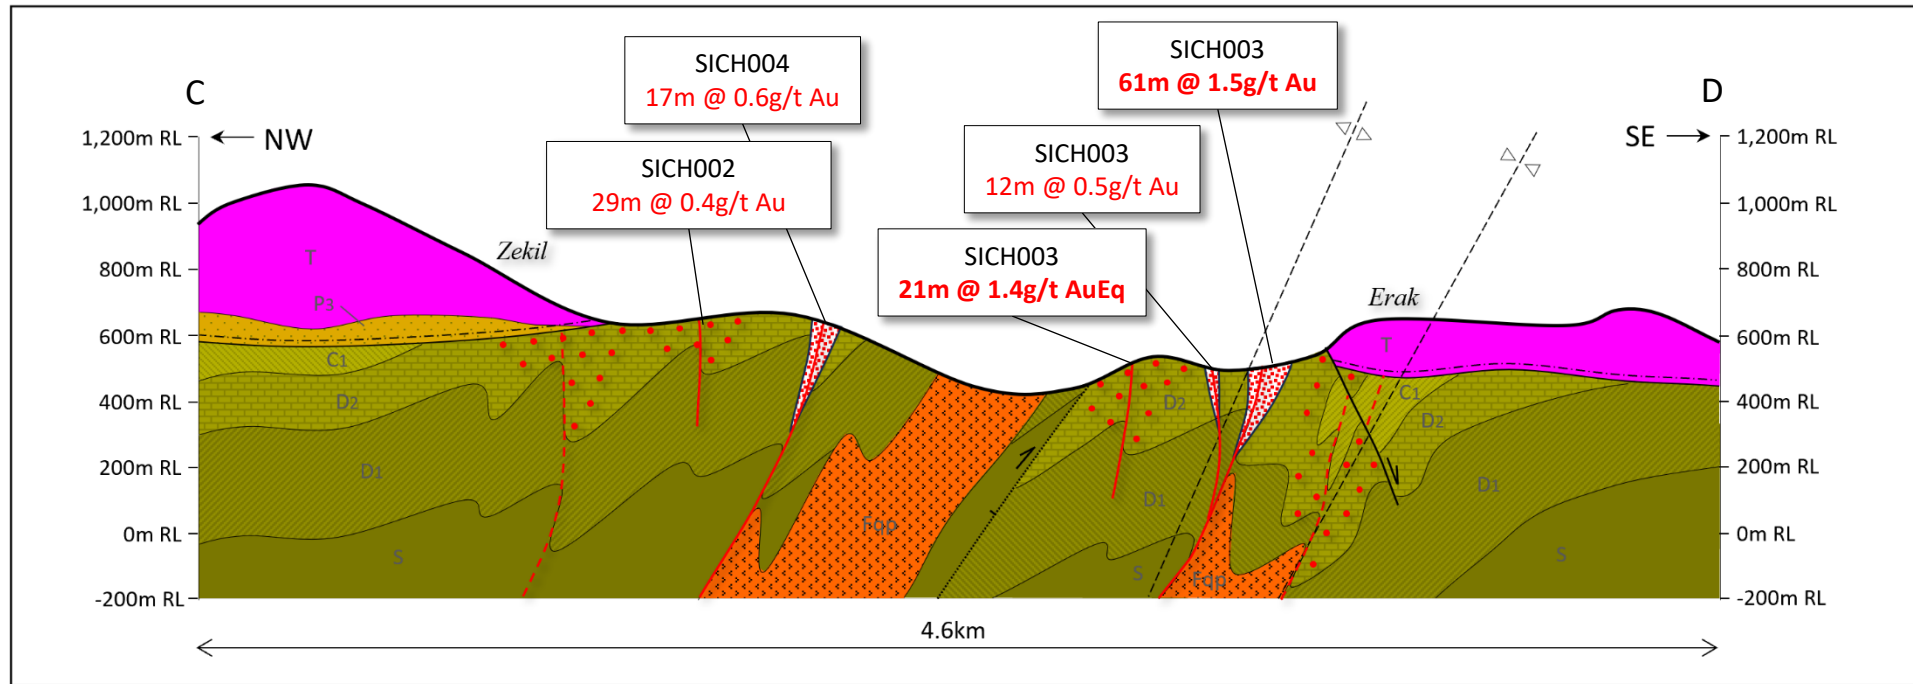 SICH003
61m @ 1.5g/t Au
SICH004
17m @ 0.6g/t Au
C
D
1,200m RL
NW
SE
1,200m RL
SICH003
12m @ 0.5g/t Au
SICH002
29m @ 0.4g/t Au
1,000m RL
1,000m RL
Zekil
SICH003
21m @ 1.4g/t AuEq
800m RL
T
800m RL
P3
Erak
600m RL
T
600m RL
C1
C1
400m RL
D2
D2
D2
400m RL
200m RL
D1
D1
D1
200m RL
0m RL
S
Fqp
S
Fqp
S
0m RL
-200m RL
-200m RL
4.6km